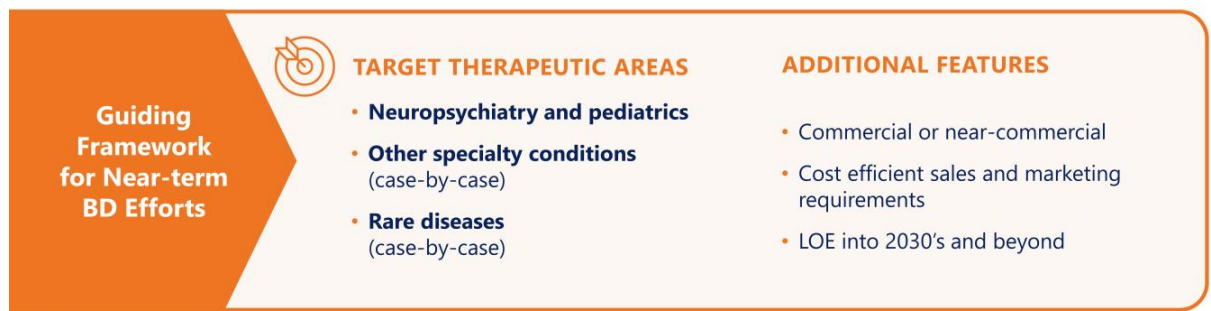 Guiding
Framework
for Near-term
BD Efforts
TARGET THERAPEUTIC AREAS
• Neuropsychiatry and pediatrics
• Other specialty conditions
(case-by-case)
• Rare diseases
(case-by-case)
ADDITIONAL FEATURES
• Commercial or near-commercial
• Cost efficient sales and marketing
requirements
• LOE into 2030's and beyond